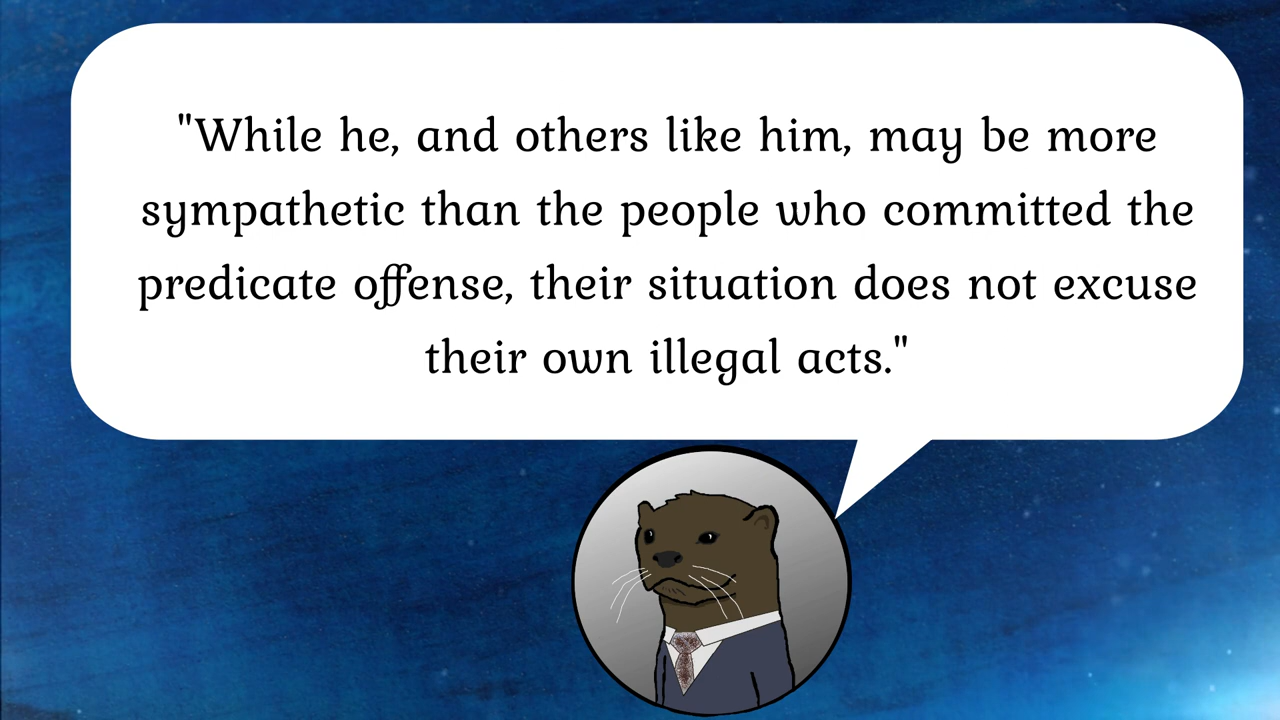 "While he, and others like him, may be more
sympathetic than the people who committed the
predicate offense, their situation does not excuse
their own illegal acts."